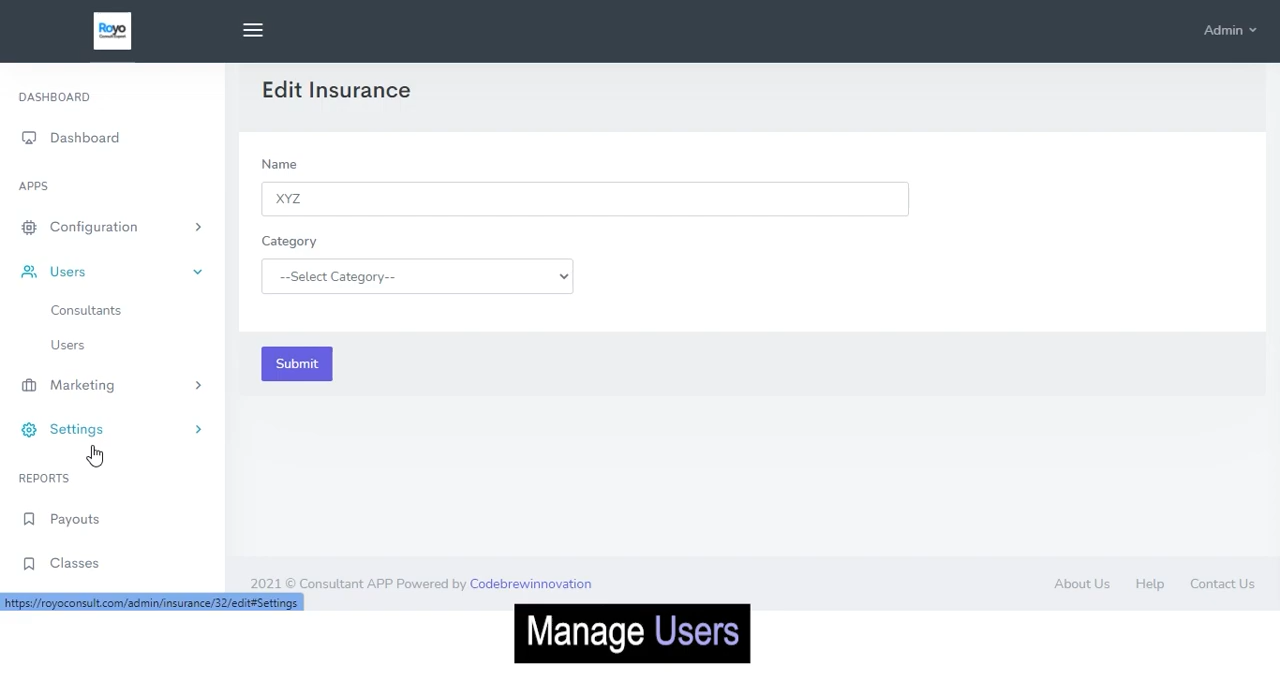 Royo
Admin
DASHBOARD
Dashboard
APPS
Configuration
Users
Consultants
Users
Marketing
Settings
REPORTS
Payouts
Classes
Edit Insurance
Name
XYZ
Category
--Select Category--
Submit
2021 © Consultant APP Powered by Codebrewinnovation
About Us Help Contact Us
https://royoconsult.com/admin/insurance/32/edit#Settings
Manage Users